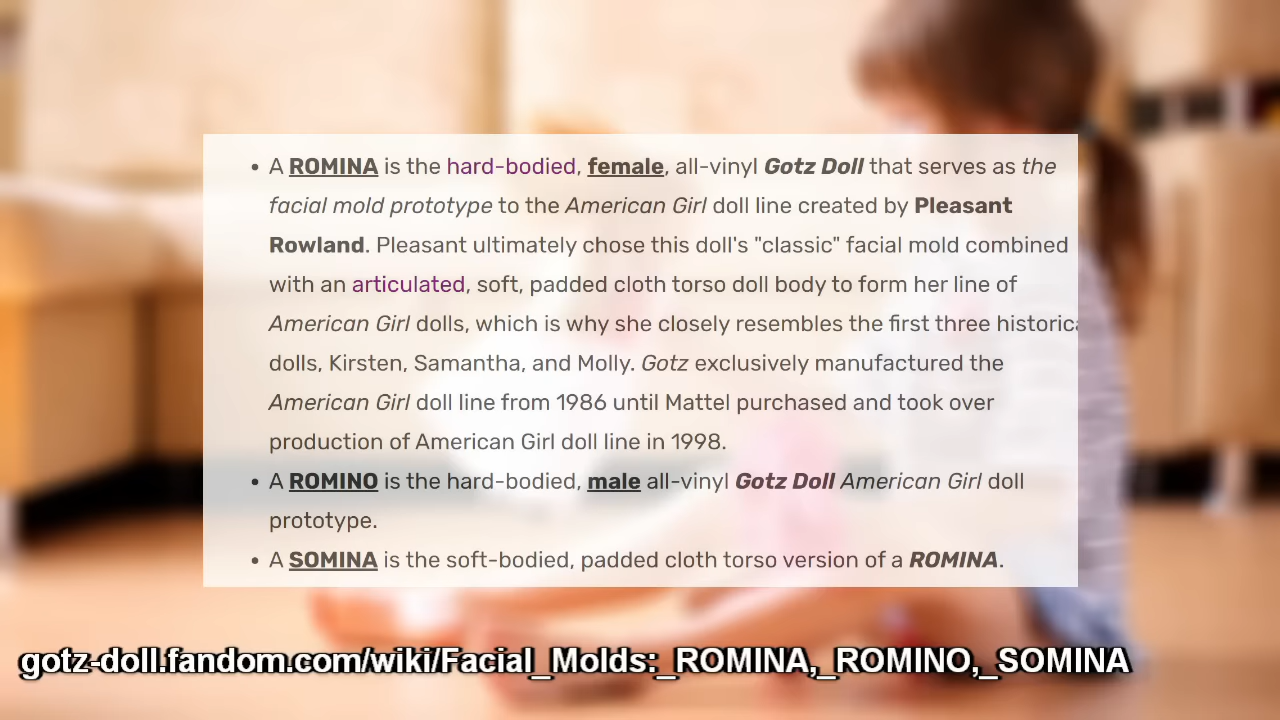 • A ROMINA is the hard-bodied, female, all-vinyl Gotz Doll that serves as the
facial mold prototype to the American Girl doll line created by Pleasant
Rowland. Pleasant ultimately chose this doll's "classic" facial mold combined
with an articulated, soft, padded cloth torso doll body to form her line of
American Girl dolls, which is why she closely resembles the first three historica
dolls, Kirsten, Samantha, and Molly. Gotz exclusively manufactured the
American Girl doll line from 1986 until Mattel purchased and took over
production of American Girl doll line in 1998.
• A ROMINO is the hard-bodied, male all-vinyl Gotz Doll American Girl doll
prototype.
• A SOMINA is the soft-bodied, padded cloth torso version of a ROMINA.
gotz-doll.fandom.com/wiki/Facial_Molds:_ROMINA,_ROMINO,_SOMINA